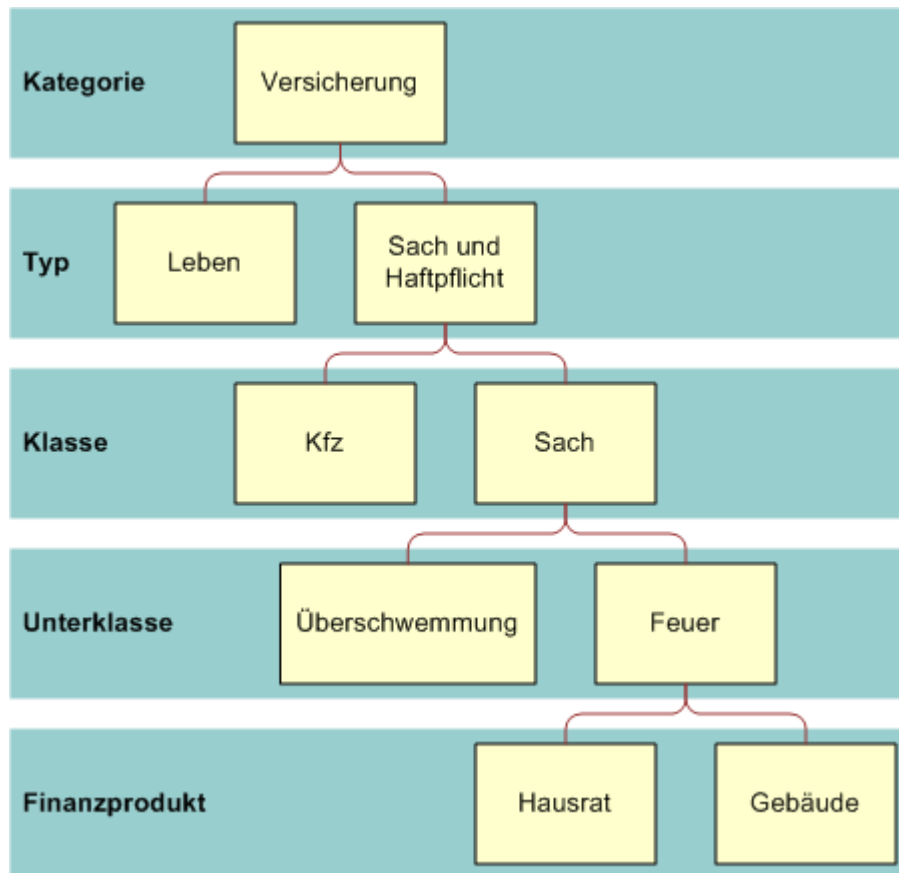 Kategorie
Versicherung
Typ
Leben
Sach und
Haftpflicht
Klasse
Kfz
Sach
Unterklasse
Überschwemmung
Feuer
Finanzprodukt
Hausrat
Gebäude